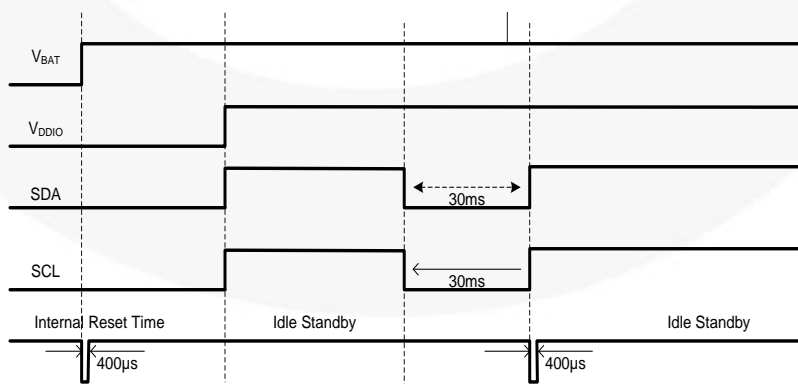 VBAT
VDDIO
SDA
30ms
SCL
30ms
Internal Reset Time Idle Standby Idle Standby
400µs 400µs